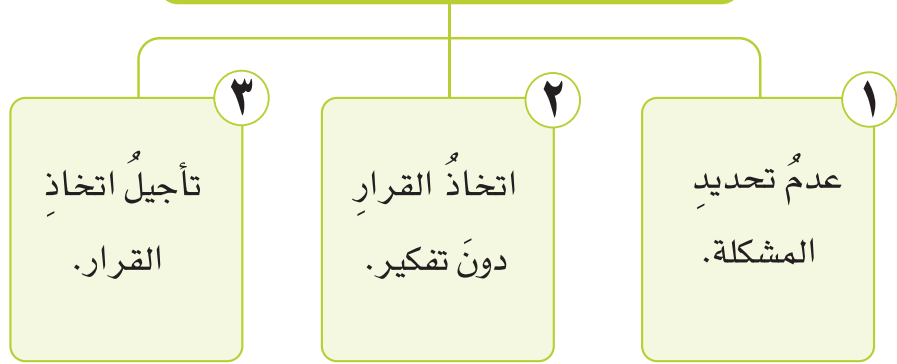 ١
عدمُ تحديدِ
المشكلة.
٢
اتخاذُ القرارِ
دونَ تفكير.
٣
تأجيلُ اتخاذِ
القرار.